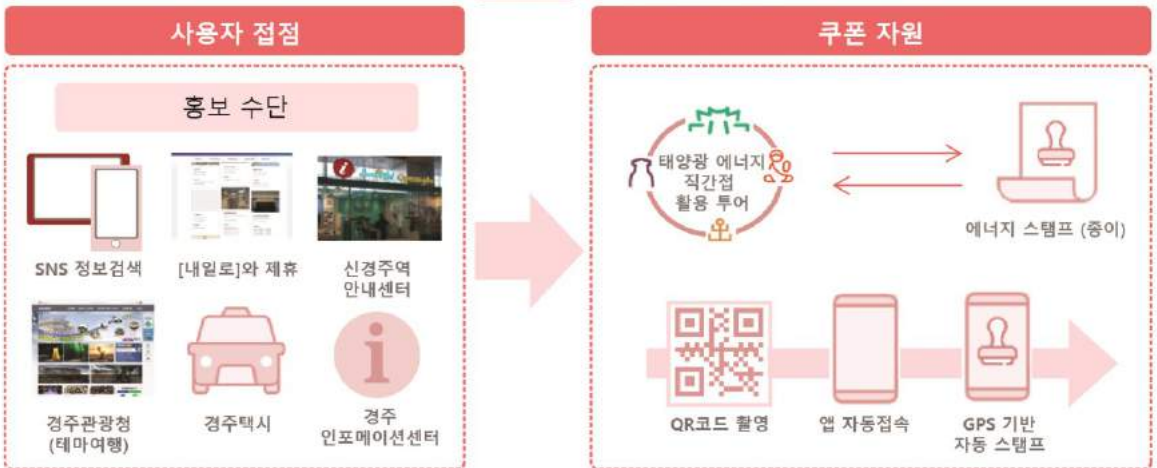 사용자 접점
홍보 수단
SNS 정보검색
[내일로]와 제휴
신경주역
안내센터
경주관광청
(테마여행)
경주택시
경주
인포메이션센터
쿠폰 자원
태양광 에너지
직간접
활용 투어
에너지 스탬프 (종이)
QR코드 촬영
앱 자동접속
GPS 기반
자동 스탬프